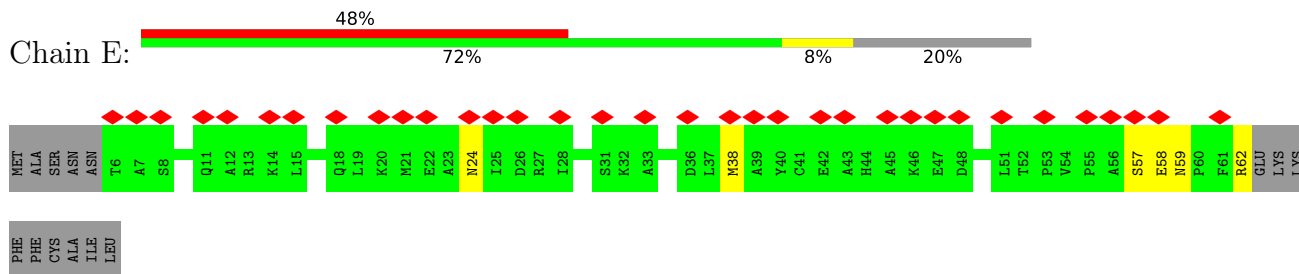 48%
Chain E:
72% 8% 20%
MET ALA SER ASN ASN T6 A7 S8 Q11 A12 R13 K14 L15 Q18 L19 K20 M21 E22 A23 N24 I25 D26 R27 I28 S31 K32 A33 D36 L37 M38 A39 Y40 C41 E42 A43 H44 A45 K46 E47 D48 L51 T52 P53 V54 P55 A56 S57 E58 N59 P60 F61 R62 GLU LYS LYS
PHE PHE CYS ALA ILE LEU